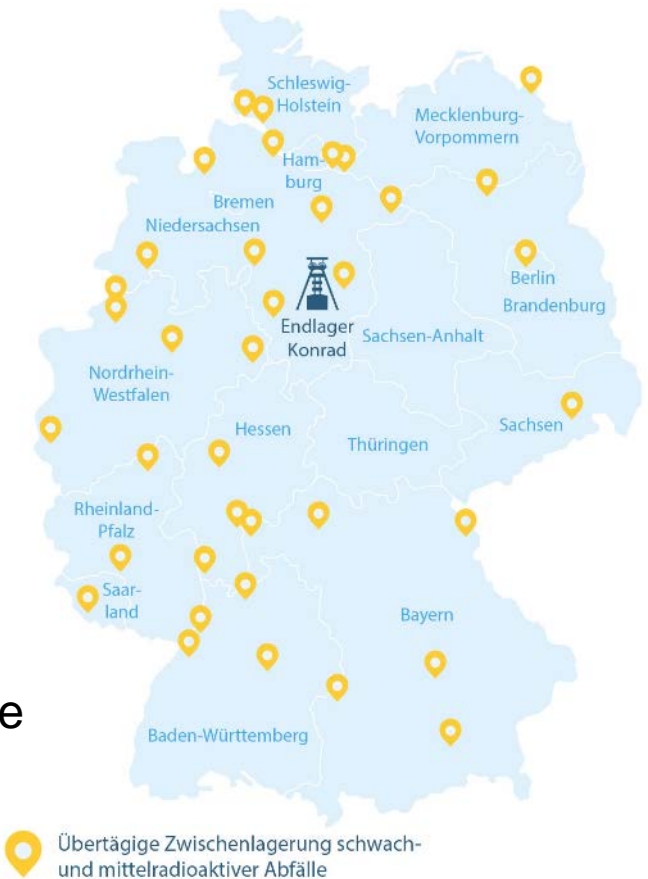 Schleswig-
Holstein
Mecklenburg-
Vorpommern
Ham-
burg
Bremen
Niedersachsen
Berlin
Brandenburg
Endlager
Konrad
Sachsen-Anhalt
Nordrhein-
Westfalen
Hessen
Thüringen
Sachsen
Rheinland-
Pfalz
Saar-
land
Bayern
e
Baden-Württemberg
Übertägige Zwischenlagerung schwach-
und mittelradioaktiver Abfälle